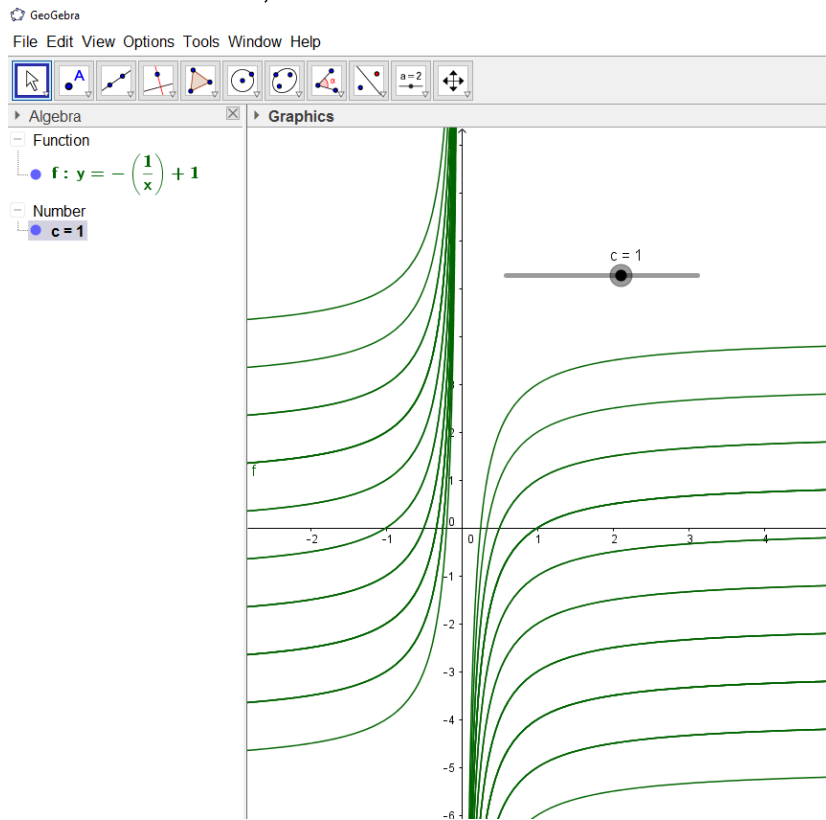 GeoGebra
File Edit View Options Tools Window Help
A
α
a=2
Algebra
Graphics
Function
f : y = − (1/x) + 1
Number
c = 1
c = 1
f
3
2
1
0
-2 -1 0 1 2 3 4
-1
-2
-3
-4
-5
-6